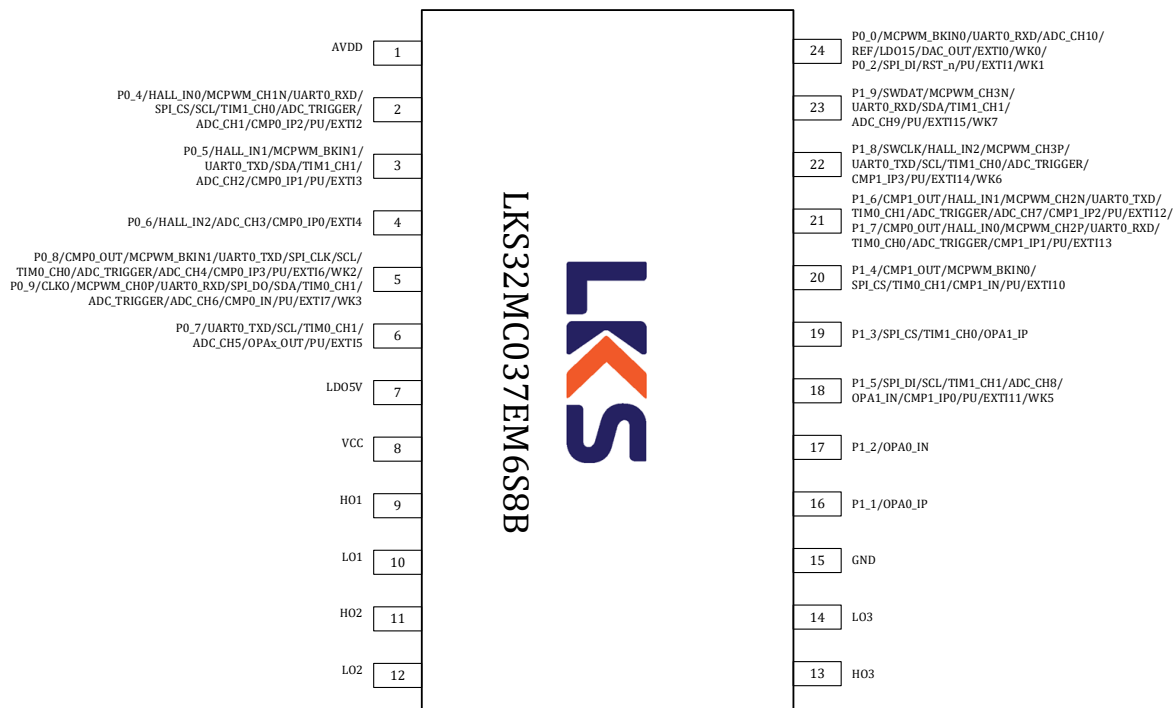 AVDD
1
P0_4/HALL_IN0/MCPWM_CH1N/UART0_RXD/
SPI_CS/SCL/TIM1_CH0/ADC_TRIGGER/
ADC_CH1/CMP0_IP2/PU/EXTI2
2
P0_5/HALL_IN1/MCPWM_BKIN1/
UART0_TXD/SDA/TIM1_CH1/
ADC_CH2/CMP0_IP1/PU/EXTI3
3
P0_6/HALL_IN2/ADC_CH3/CMP0_IP0/EXTI4
4
P0_8/CMP0_OUT/MCPWM_BKIN1/UART0_TXD/SPI_CLK/SCL/
TIM0_CH0/ADC_TRIGGER/ADC_CH4/CMP0_IP3/PU/EXTI6/WK2/
P0_9/CLKO/MCPWM_CH0P/UART0_RXD/SPI_DO/SDA/TIM0_CH1/
ADC_TRIGGER/ADC_CH6/CMP0_IN/PU/EXTI7/WK3
5
P0_7/UART0_TXD/SCL/TIM0_CH1/
ADC_CH5/OPAx_OUT/PU/EXTI5
6
LDO5V
7
VCC
8
HO1
9
LO1
10
HO2
11
LO2
12
LKS32MC037EM6S8B
LKS
24
P0_0/MCPWM_BKIN0/UART0_RXD/ADC_CH10/
REF/LDO15/DAC_OUT/EXTI0/WK0/
P0_2/SPI_DI/RST_n/PU/EXTI1/WK1
23
P1_9/SWDAT/MCPWM_CH3N/
UART0_RXD/SDA/TIM1_CH1/
ADC_CH9/PU/EXTI15/WK7
22
P1_8/SWCLK/HALL_IN2/MCPWM_CH3P/
UART0_TXD/SCL/TIM1_CH0/ADC_TRIGGER/
CMP1_IP3/PU/EXTI14/WK6
21
P1_6/CMP1_OUT/HALL_IN1/MCPWM_CH2N/UART0_TXD/
TIM0_CH1/ADC_TRIGGER/ADC_CH7/CMP1_IP2/PU/EXTI12/
P1_7/CMP0_OUT/HALL_IN0/MCPWM_CH2P/UART0_RXD/
TIM0_CH0/ADC_TRIGGER/CMP1_IP1/PU/EXTI13
20
P1_4/CMP1_OUT/MCPWM_BKIN0/
SPI_CS/TIM0_CH1/CMP1_IN/PU/EXTI10
19
P1_3/SPI_CS/TIM1_CH0/OPA1_IP
18
P1_5/SPI_DI/SCL/TIM1_CH1/ADC_CH8/
OPA1_IN/CMP1_IP0/PU/EXTI11/WK5
17
P1_2/OPA0_IN
16
P1_1/OPA0_IP
15
GND
14
LO3
13
HO3